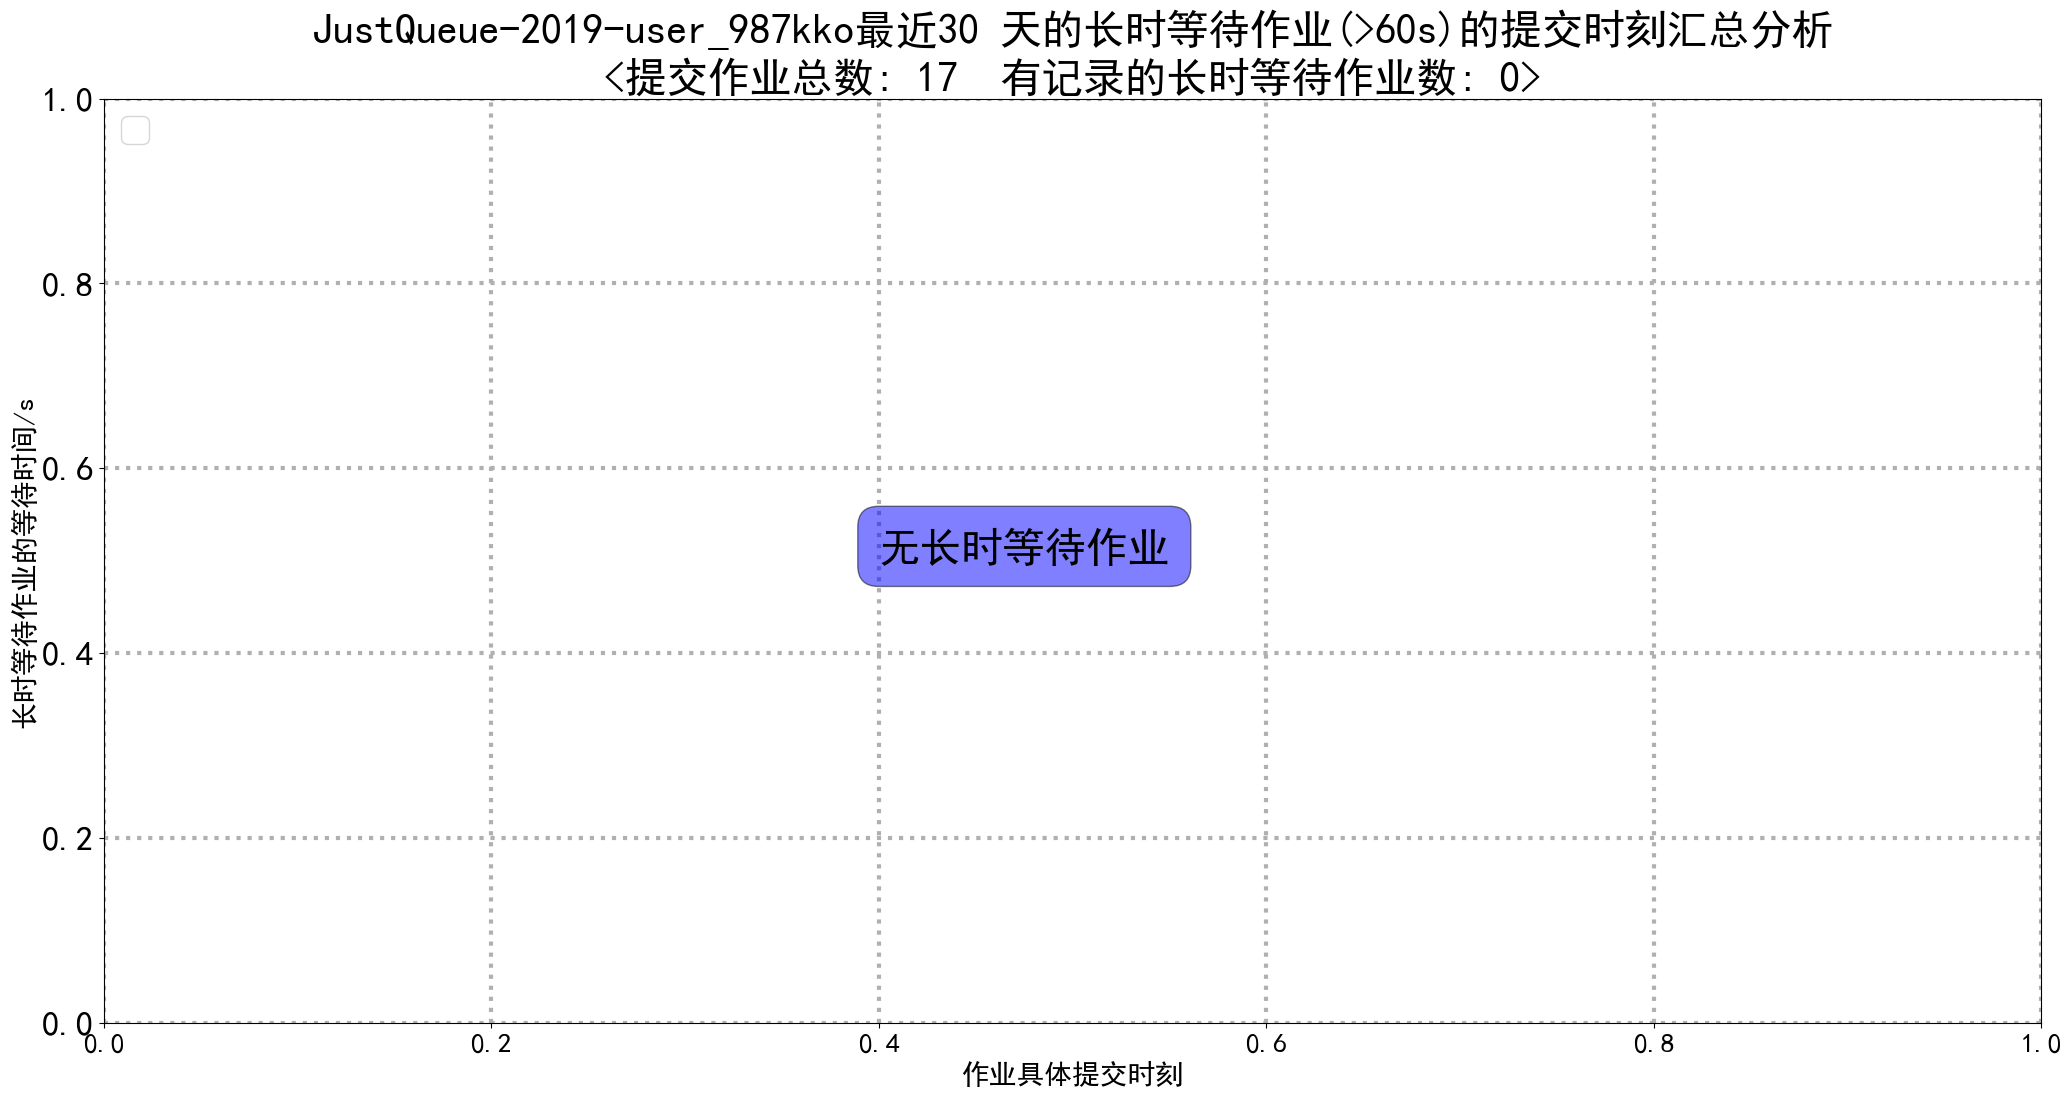 JustQueue-2019-user_987kko最近30 天的长时等待作业(>60s)的提交时刻汇总分析
<提交作业总数: 17  有记录的长时等待作业数: 0>
1.0
0.8
0.6
0.4
0.2
0.0
长时等待作业的等待时间/s
无长时等待作业
0.0 0.2 0.4 0.6 0.8 1.0
作业具体提交时刻